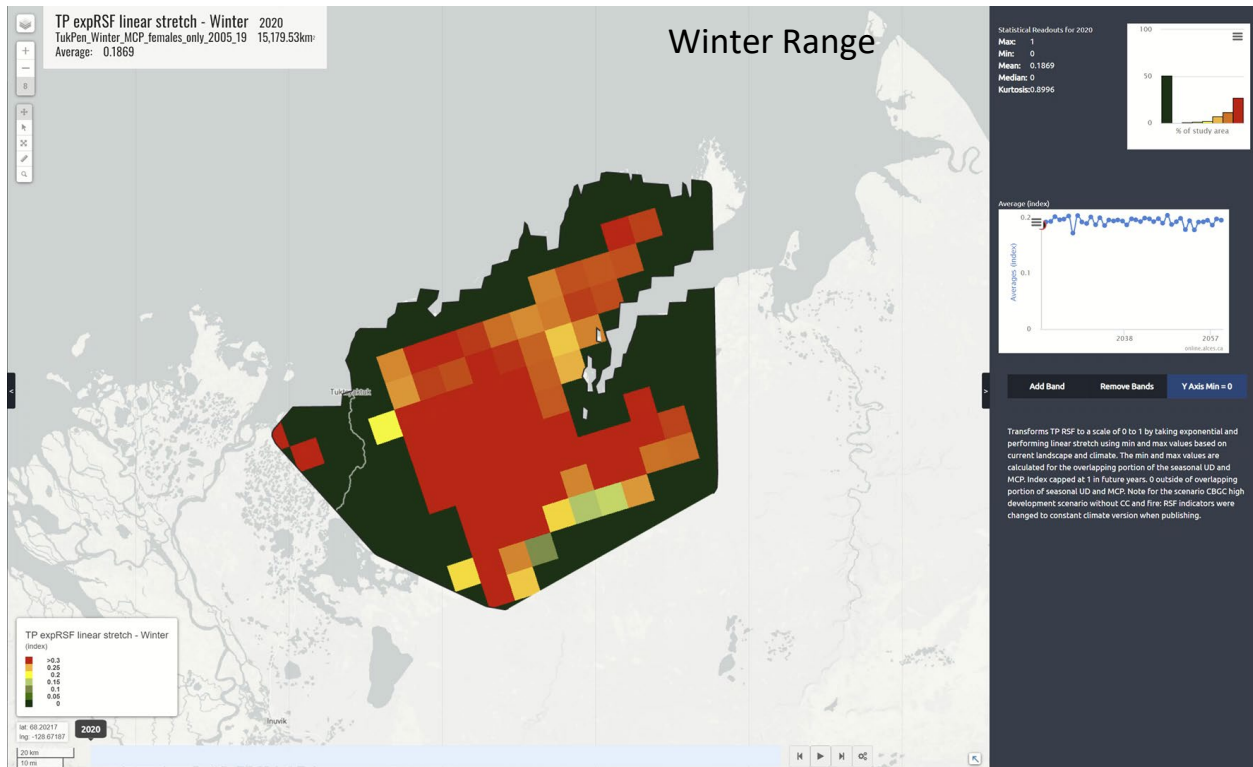 TP expRSF linear stretch - Winter 2020
TukPen_Winter_MCP_females_only_2005_19 15,179.53km²
Average: 0.1869
Winter Range
+
−
8
Inuvik
TP expRSF linear stretch - Winter
(index)
>0.3
0.25
0.2
0.15
0.1
0.05
0
lat: 68.20217
lng: -128.67187
2020
20 km
10 mi
<
>
Statistical Readouts for 2020
Max: 1
Min: 0
Mean: 0.1869
Median: 0
Kurtosis:0.8996
100
50
0
% of study area
Average (index)
Averages (index)
0.2
0.1
0
2038
2057
online.alces.ca
Add Band
Remove Bands
Y Axis Min = 0
Transforms TP RSF to a scale of 0 to 1 by taking exponential and
performing linear stretch using min and max values based on
current landscape and climate. The min and max values are
calculated for the overlapping portion of the seasonal UD and
MCP. Index capped at 1 in future years. 0 outside of overlapping
portion of seasonal UD and MCP. Note for the scenario CBGC high
development scenario without CC and fire: RSF indicators were
changed to constant climate version when publishing.